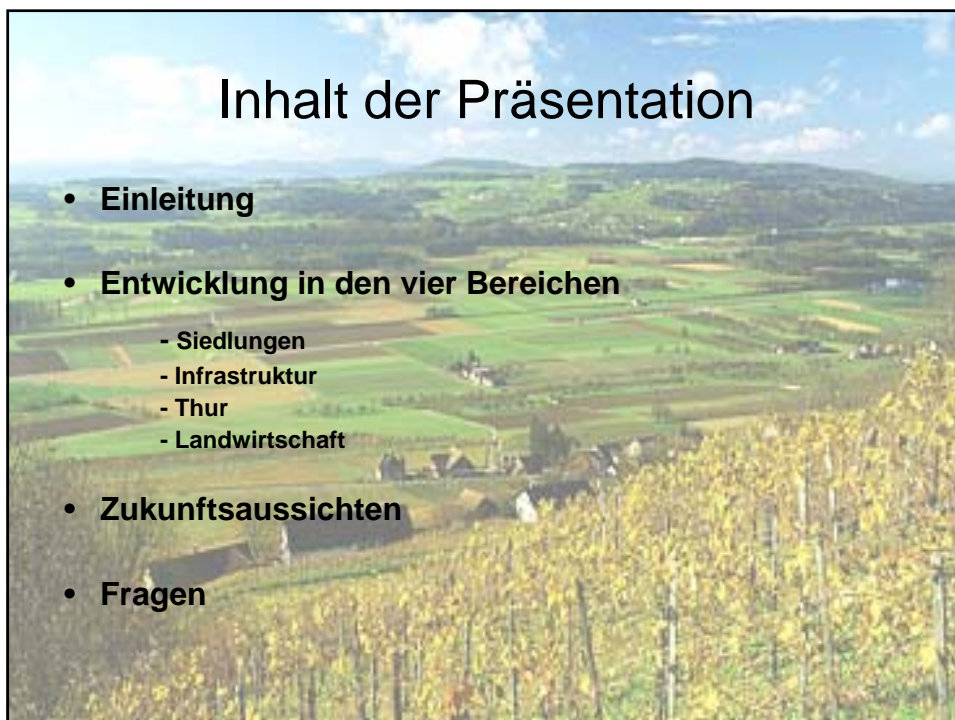 Inhalt der Präsentation
• Einleitung
• Entwicklung in den vier Bereichen
- Siedlungen
- Infrastruktur
- Thur
- Landwirtschaft
• Zukunftsaussichten
• Fragen